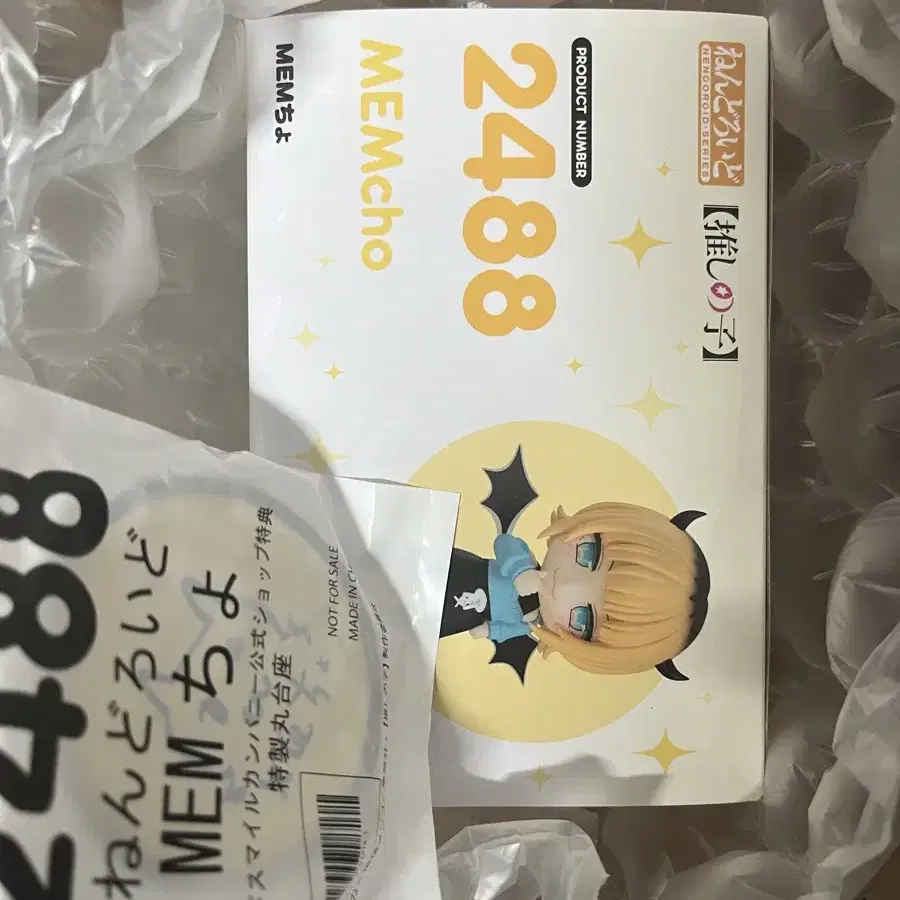 ねんどろいど
NENDOROID・SERIES
【推しの子】
PRODUCT NUMBER
2488
MEMcho
MEMちょ
NOT FOR SALE
MADE IN
スマイルカンパニー公式ショップ特典
特製丸台座
MEMちょ
ねんどろいど
2488